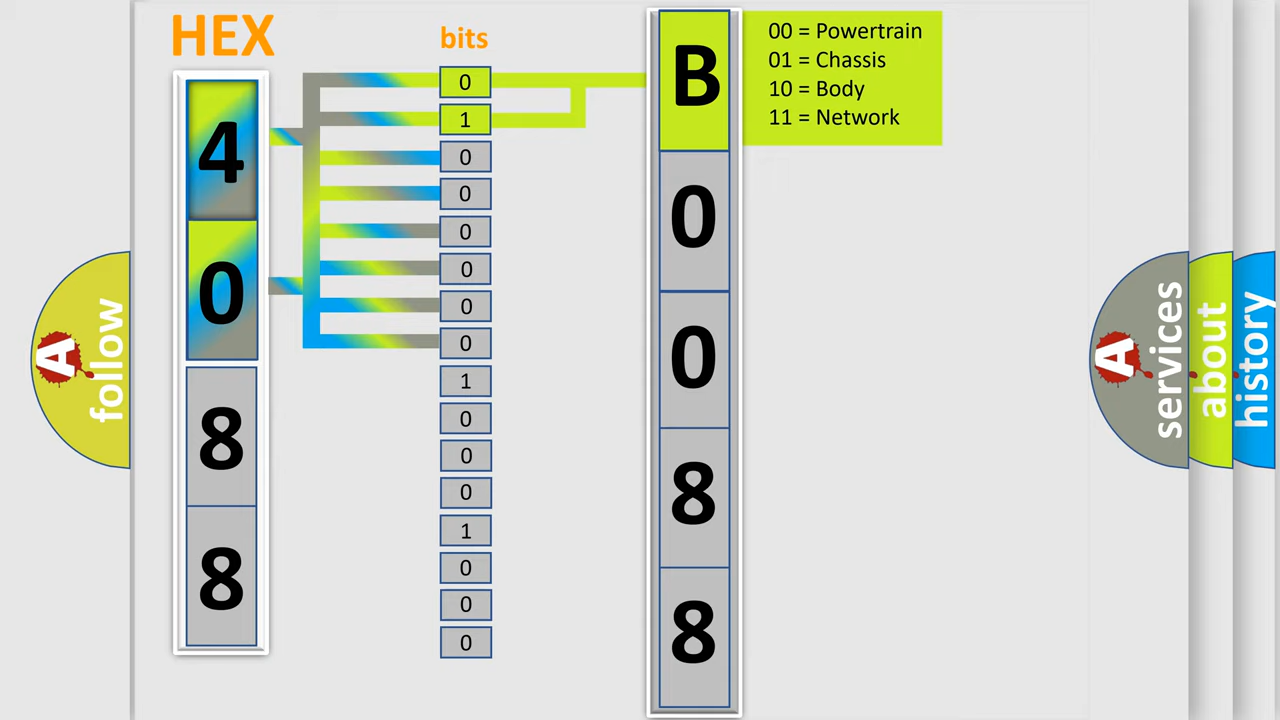 HEX
bits
4
0
8
8
0
1
0
0
0
0
0
0
1
0
0
0
1
0
0
0
B
0
0
8
8
00 = Powertrain
01 = Chassis
10 = Body
11 = Network
A
follow
A
services
about
history